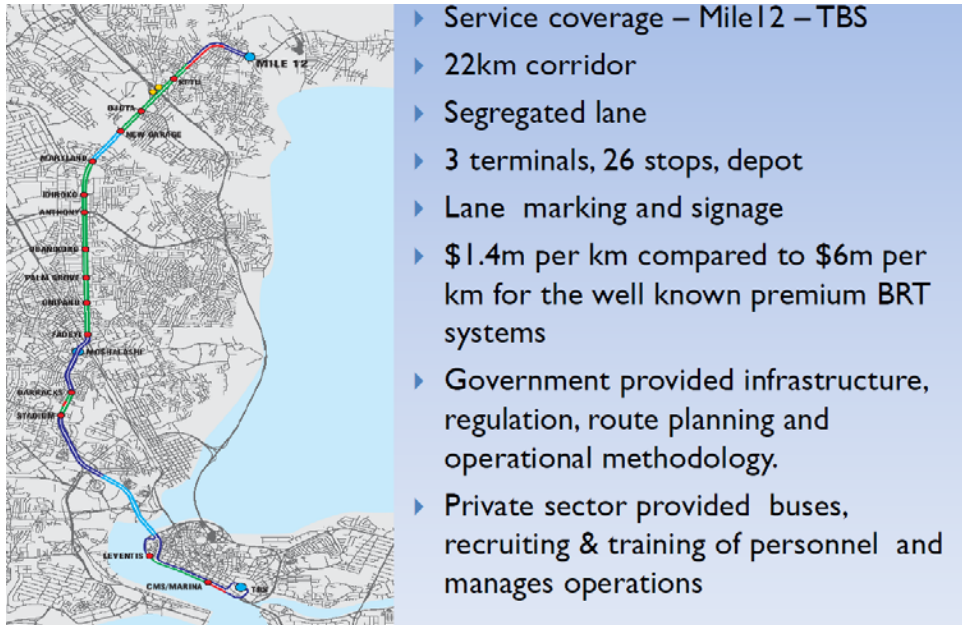 MILE 12
KETU
OJOTA
NEW GARAGE
MARYLAND
IDIROKO
ANTHONY
OBANIKORO
PALM GROVE
ONIPANU
FADEYI
MOSHALASHI
BARRACKS
STADIUM
LEVENTIS
CMS/MARINA
TBS
Service coverage – Mile12 – TBS
22km corridor
Segregated lane
3 terminals, 26 stops, depot
Lane marking and signage
$1.4m per km compared to $6m per
km for the well known premium BRT
systems
Government provided infrastructure,
regulation, route planning and
operational methodology.
Private sector provided buses,
recruiting & training of personnel and
manages operations